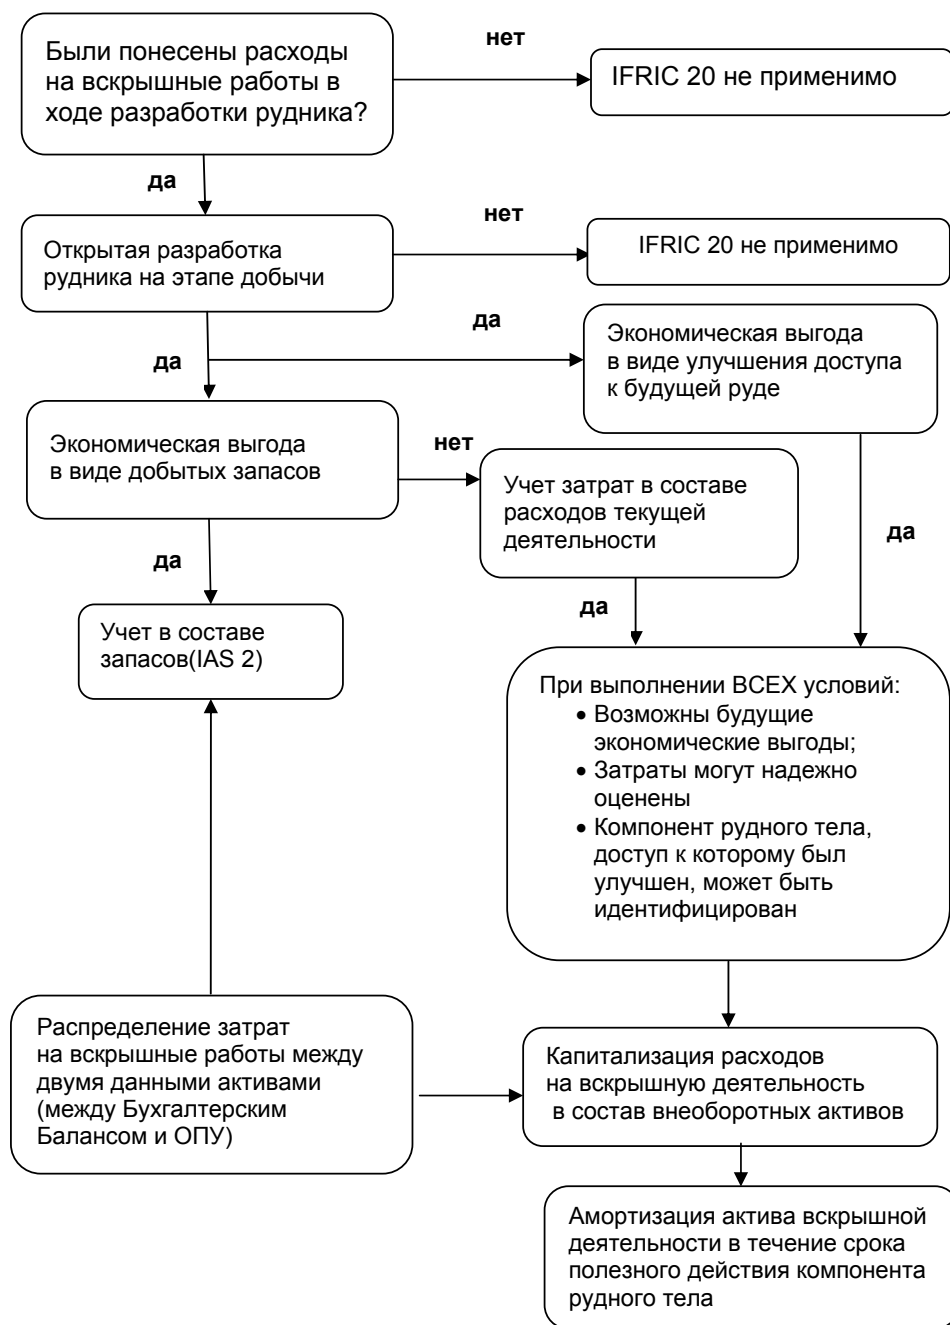 Были понесены расходы
на вскрышные работы в
ходе разработки рудника?
нет
IFRIC 20 не применимо
да
Открытая разработка
рудника на этапе добычи
нет
IFRIC 20 не применимо
да
да
Экономическая выгода
в виде улучшения доступа
к будущей руде
Экономическая выгода
в виде добытых запасов
нет
Учет затрат в составе
расходов текущей
деятельности
да
да
да
Учет в составе
запасов(IAS 2)
При выполнении ВСЕХ условий:
• Возможны будущие
экономические выгоды;
• Затраты могут надежно
оценены
• Компонент рудного тела,
доступ к которому был
улучшен, может быть
идентифицирован
Распределение затрат
на вскрышные работы между
двумя данными активами
(между Бухгалтерским
Балансом и ОПУ)
Капитализация расходов
на вскрышную деятельность
в состав внеоборотных активов
Амортизация актива вскрышной
деятельности в течение срока
полезного действия компонента
рудного тела